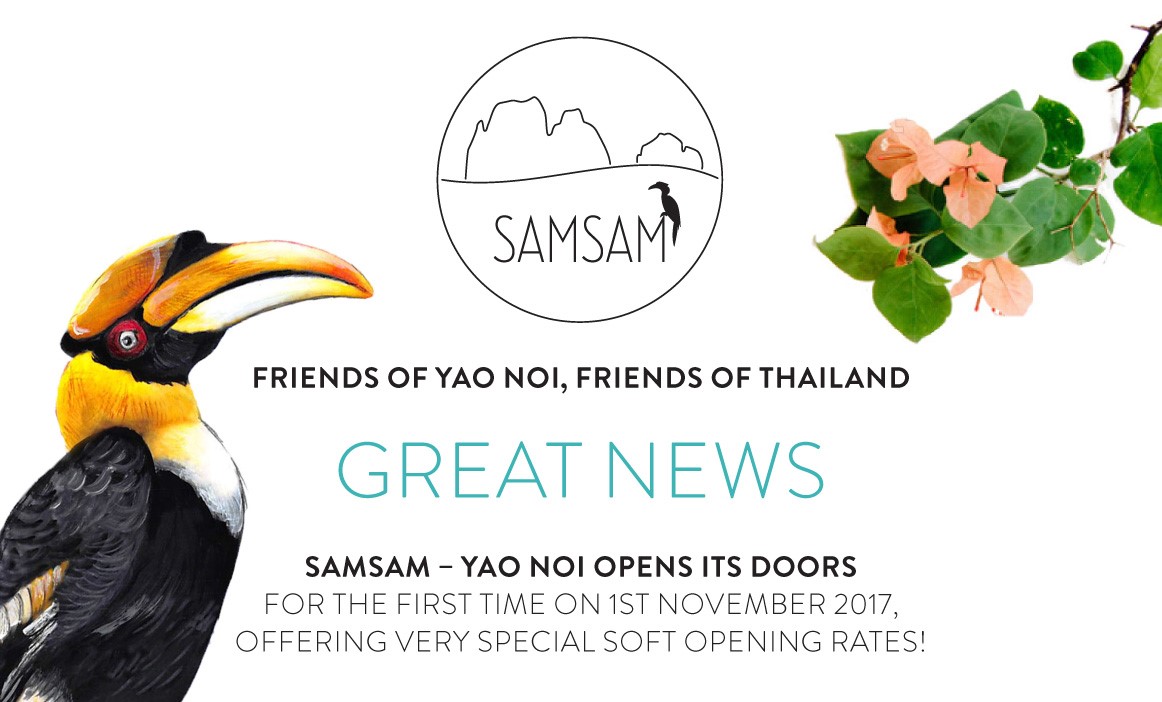 SAMSAM
FRIENDS OF YAO NOI, FRIENDS OF THAILAND
GREAT NEWS
SAMSAM – YAO NOI OPENS ITS DOORS
FOR THE FIRST TIME ON 1ST NOVEMBER 2017,
OFFERING VERY SPECIAL SOFT OPENING RATES!